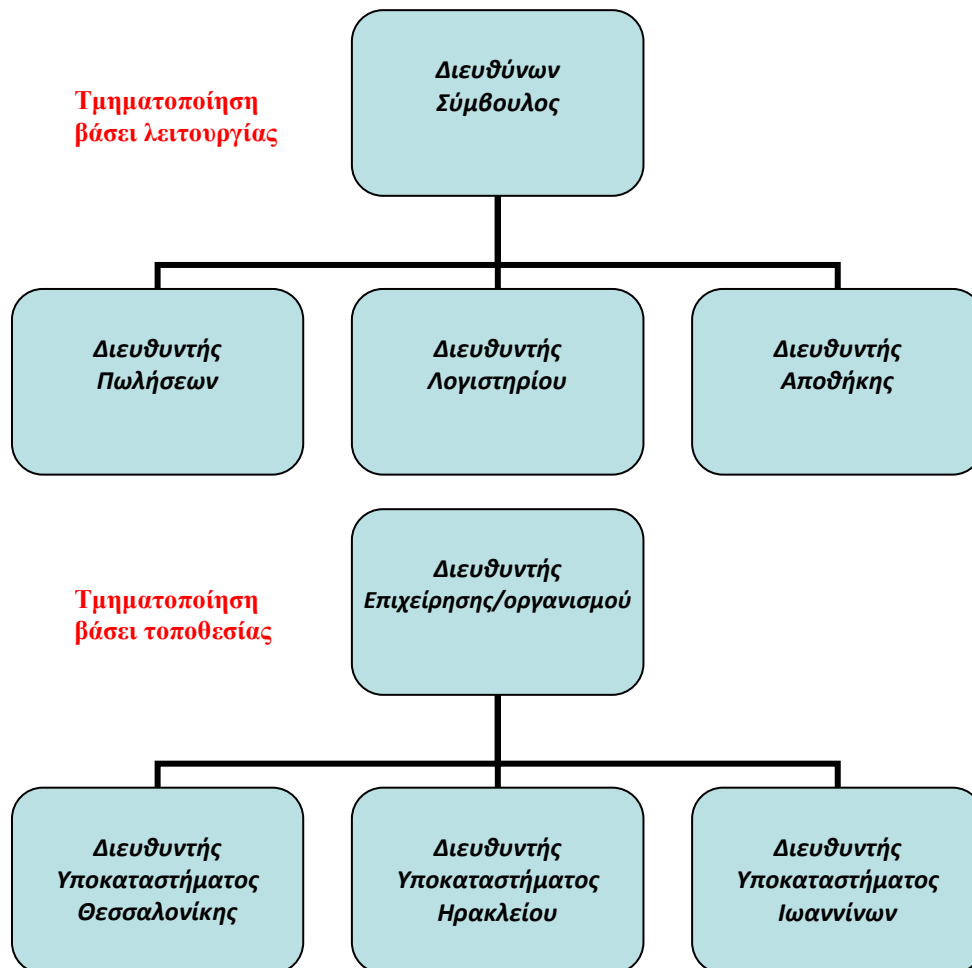 Διευθύνων
Σύμβουλος
Τμηματοποίηση
βάσει λειτουργίας
Διευθυντής
Πωλήσεων
Διευθυντής
Λογιστηρίου
Διευθυντής
Αποθήκης
Διευθυντής
Επιχείρησης/οργανισμού
Τμηματοποίηση
βάσει τοποθεσίας
Διευθυντής
Υποκαταστήματος
Θεσσαλονίκης
Διευθυντής
Υποκαταστήματος
Ηρακλείου
Διευθυντής
Υποκαταστήματος
Ιωαννίνων